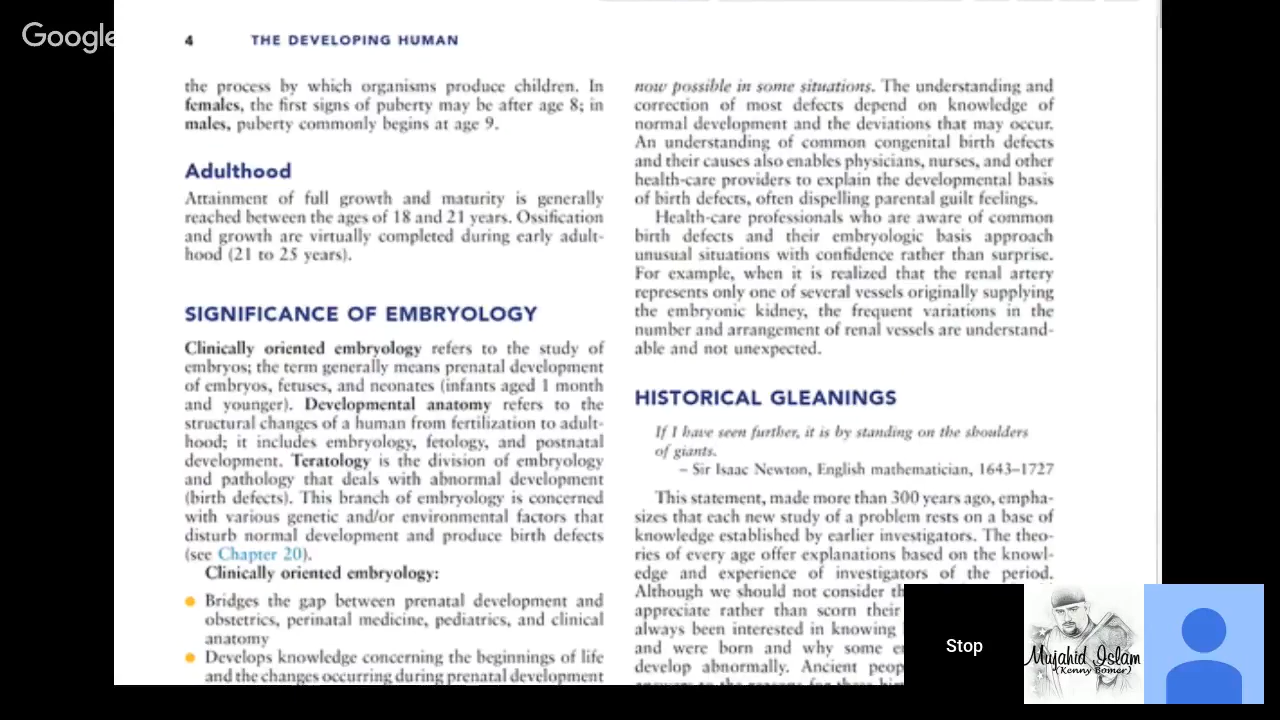 Google
4 THE DEVELOPING HUMAN
the process by which organisms produce children. In
females, the first signs of puberty may be after age 8; in
males, puberty commonly begins at age 9.
Adulthood
Attainment of full growth and maturity is generally
reached between the ages of 18 and 21 years. Ossification
and growth are virtually completed during early adult-
hood (21 to 25 years).
SIGNIFICANCE OF EMBRYOLOGY
Clinically oriented embryology refers to the study of
embryos; the term generally means prenatal development
of embryos, fetuses, and neonates (infants aged 1 month
and younger). Developmental anatomy refers to the
structural changes of a human from fertilization to adult-
hood; it includes embryology, fetology, and postnatal
development. Teratology is the division of embryology
and pathology that deals with abnormal development
(birth defects). This branch of embryology is concerned
with various genetic and/or environmental factors that
disturb normal development and produce birth defects
(see Chapter 20).
Clinically oriented embryology:
Bridges the gap between prenatal development and
obstetrics, perinatal medicine, pediatrics, and clinical
anatomy
Develops knowledge concerning the beginnings of life
and the changes occurring during prenatal development
now possible in some situations. The understanding and
correction of most defects depend on knowledge of
normal development and the deviations that may occur.
An understanding of common congenital birth defects
and their causes also enables physicians, nurses, and other
health-care providers to explain the developmental basis
of birth defects, often dispelling parental guilt feelings.
Health-care professionals who are aware of common
birth defects and their embryologic basis approach
unusual situations with confidence rather than surprise.
For example, when it is realized that the renal artery
represents only one of several vessels originally supplying
the embryonic kidney, the frequent variations in the
number and arrangement of renal vessels are understand-
able and not unexpected.
HISTORICAL GLEANINGS
If I have seen further, it is by standing on the shoulders
of giants.
– Sir Isaac Newton, English mathematician, 1643–1727
This statement, made more than 300 years ago, empha-
sizes that each new study of a problem rests on a base of
knowledge established by earlier investigators. The theo-
ries of every age offer explanations based on the knowl-
edge and experience of investigators of the period.
Although we should not consider
appreciate rather than scorn their
always been interested in knowing
and were born and why some
develop abnormally. Ancient
Stop
Mujahid Islam
(Kenny Bomer)